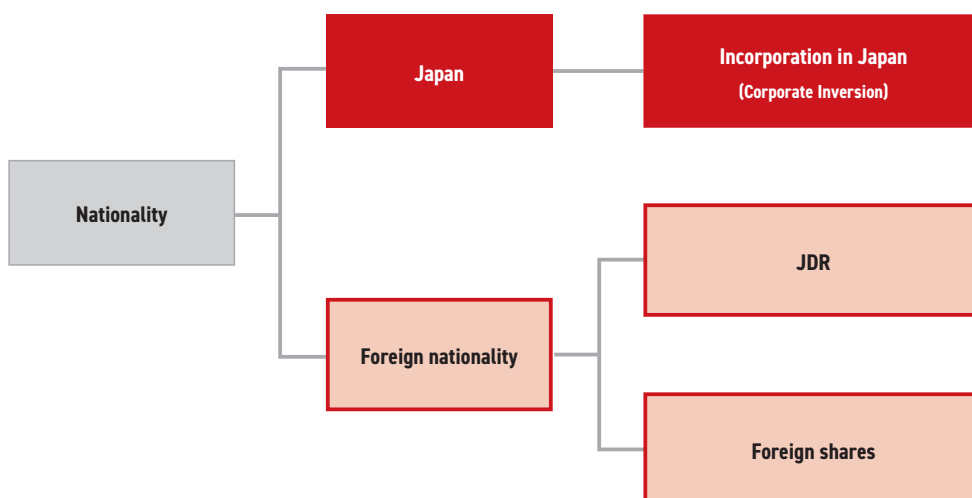 Nationality
Japan
Incorporation in Japan
(Corporate Inversion)
Foreign nationality
JDR
Foreign shares